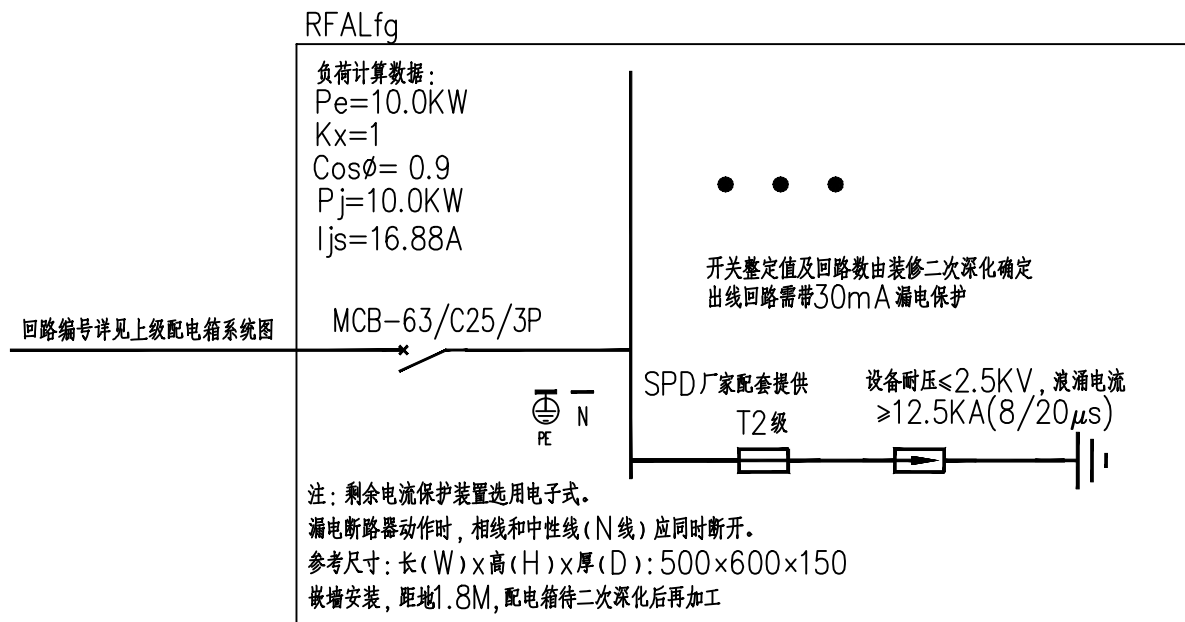 RFALfg
负荷计算数据:
Pe=10.0KW
Kx=1
Cosø= 0.9
Pj=10.0KW
Ijs=16.88A
开关整定值及回路数由装修二次深化确定
出线回路需带30mA漏电保护
回路编号详见上级配电箱系统图
MCB-63/C25/3P
SPD厂家配套提供
T2级
设备耐压≤2.5KV,浪涌电流
≥12.5KA(8/20μs)
N
PE
注:剩余电流保护装置选用电子式。
漏电断路器动作时,相线和中性线(N线)应同时断开。
参考尺寸:长(W)x高(H)x厚(D):500×600×150
嵌墙安装,距地1.8M,配电箱待二次深化后再加工